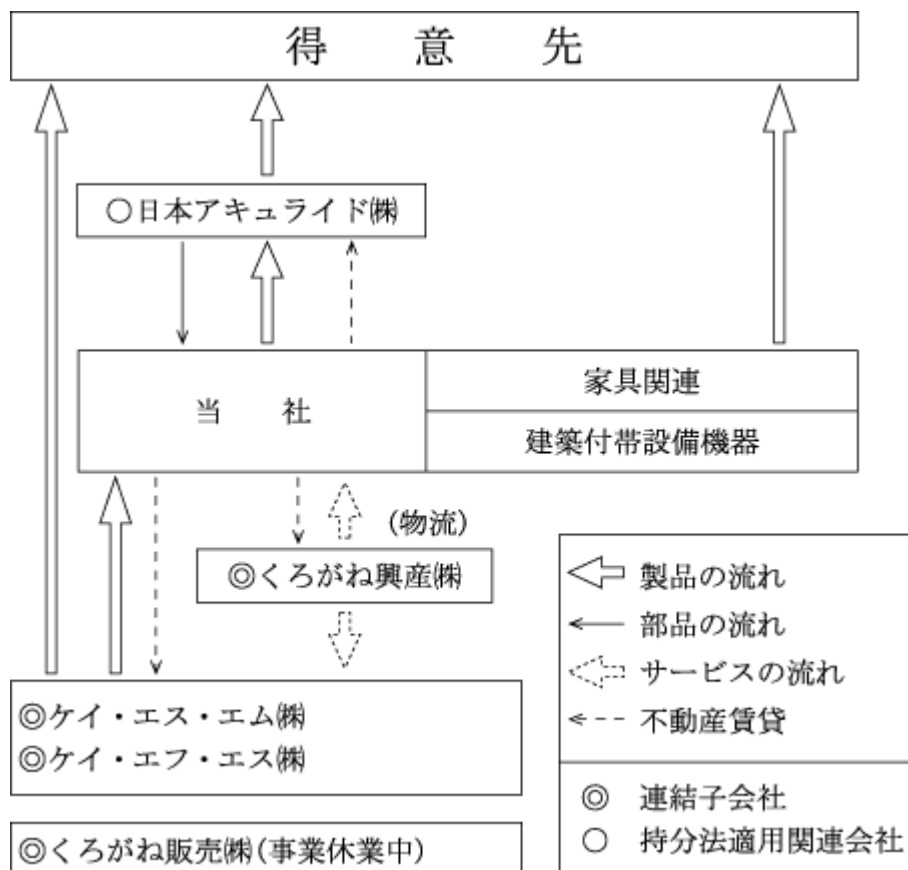 得意先
○日本アキュライド㈱
当社
家具関連
建築付帯設備機器
(物流)
◎くろがね興産㈱
◎ケイ・エス・エム㈱
◎ケイ・エフ・エス㈱
◎くろがね販売㈱(事業休業中)
製品の流れ
部品の流れ
サービスの流れ
不動産賃貸
◎ 連結子会社
○ 持分法適用関連会社